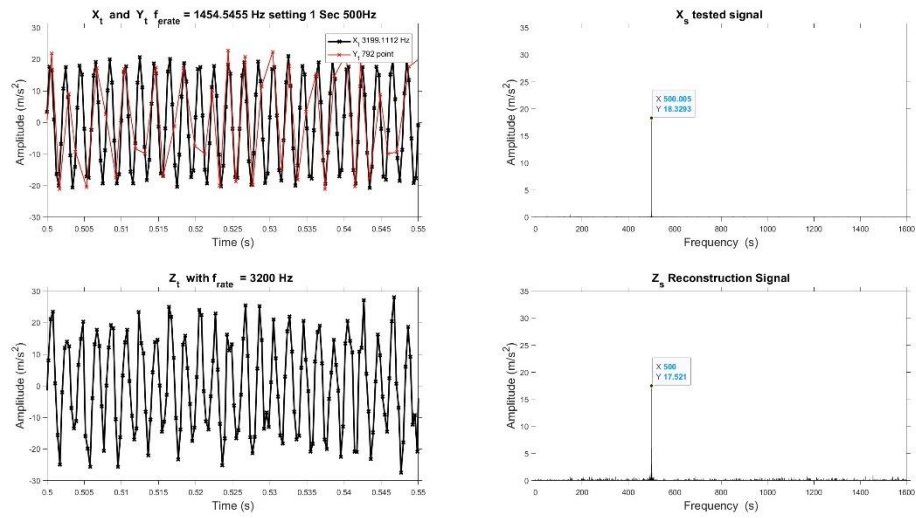 X_t and Y_t f_erate = 1454.5455 Hz setting 1 Sec 500Hz
X_t 3199.1112 Hz
Y_t 792 point
Amplitude (m/s²)
30
20
10
0
-10
-20
-30
0.5 0.505 0.51 0.515 0.52 0.525 0.53 0.535 0.54 0.545 0.55
Time (s)
X_s tested signal
X 500.005
Y 18.3293
Amplitude (m/s²)
35
30
25
20
15
10
5
0
0 200 400 600 800 1000 1200 1400 1600
Frequency (s)
Z_t with f_rate = 3200 Hz
Amplitude (m/s²)
30
20
10
0
-10
-20
-30
0.5 0.505 0.51 0.515 0.52 0.525 0.53 0.535 0.54 0.545 0.55
Time (s)
Z_s Reconstruction Signal
X 500
Y 17.521
Amplitude (m/s²)
35
30
25
20
15
10
5
0
0 200 400 600 800 1000 1200 1400 1600
Frequency (s)